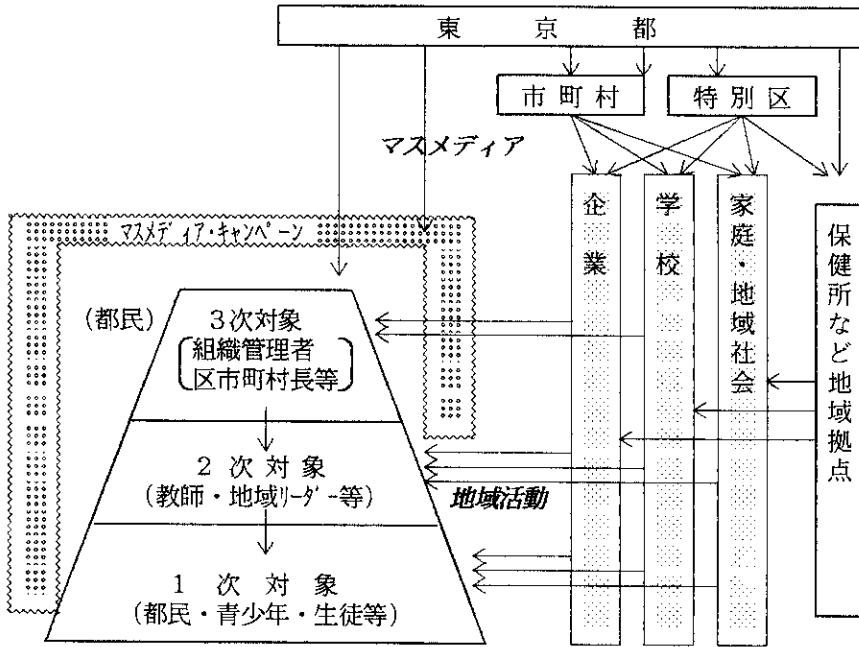 東京都
市町村
特別区
マスメディア
マスメディア・キャンペーン
企業
学校
家庭・地域社会
保健所など地域拠点
(都民)
3次対象
組織管理者
区市町村長等
2次対象
(教師・地域リーダー等)
地域活動
1次対象
(都民・青少年・生徒等)